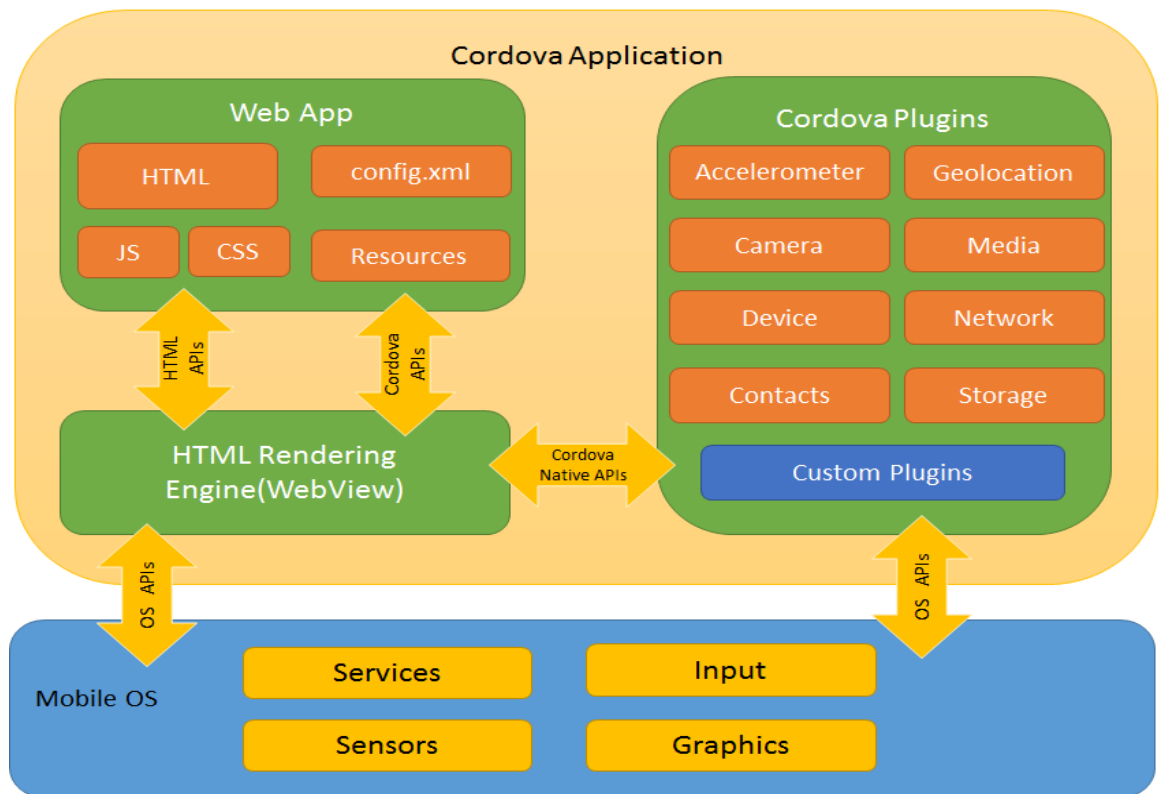 Cordova Application
Web App
HTML
config.xml
JS
CSS
Resources
HTML
APIs
Cordova
APIs
HTML Rendering
Engine(WebView)
Cordova
Native APIs
Cordova Plugins
Accelerometer
Geolocation
Camera
Media
Device
Network
Contacts
Storage
Custom Plugins
OS APIs
OS APIs
Mobile OS
Services
Input
Sensors
Graphics